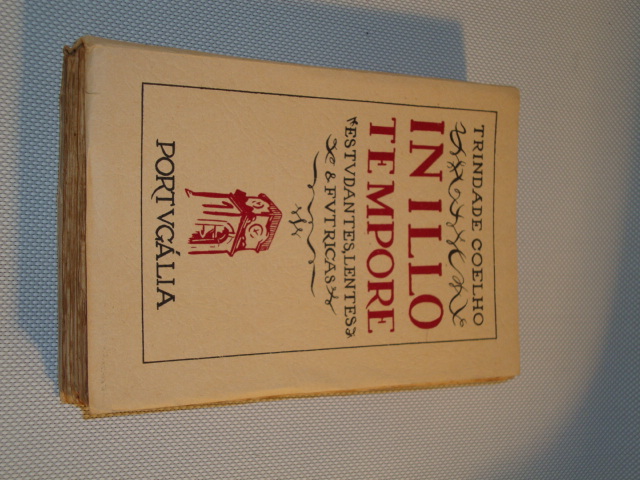 TRINDADE COELHO
IN ILLO
TEMPORE
ESTVDANTES, LENTES
& FVTRICAS
PORTVGÁLIA